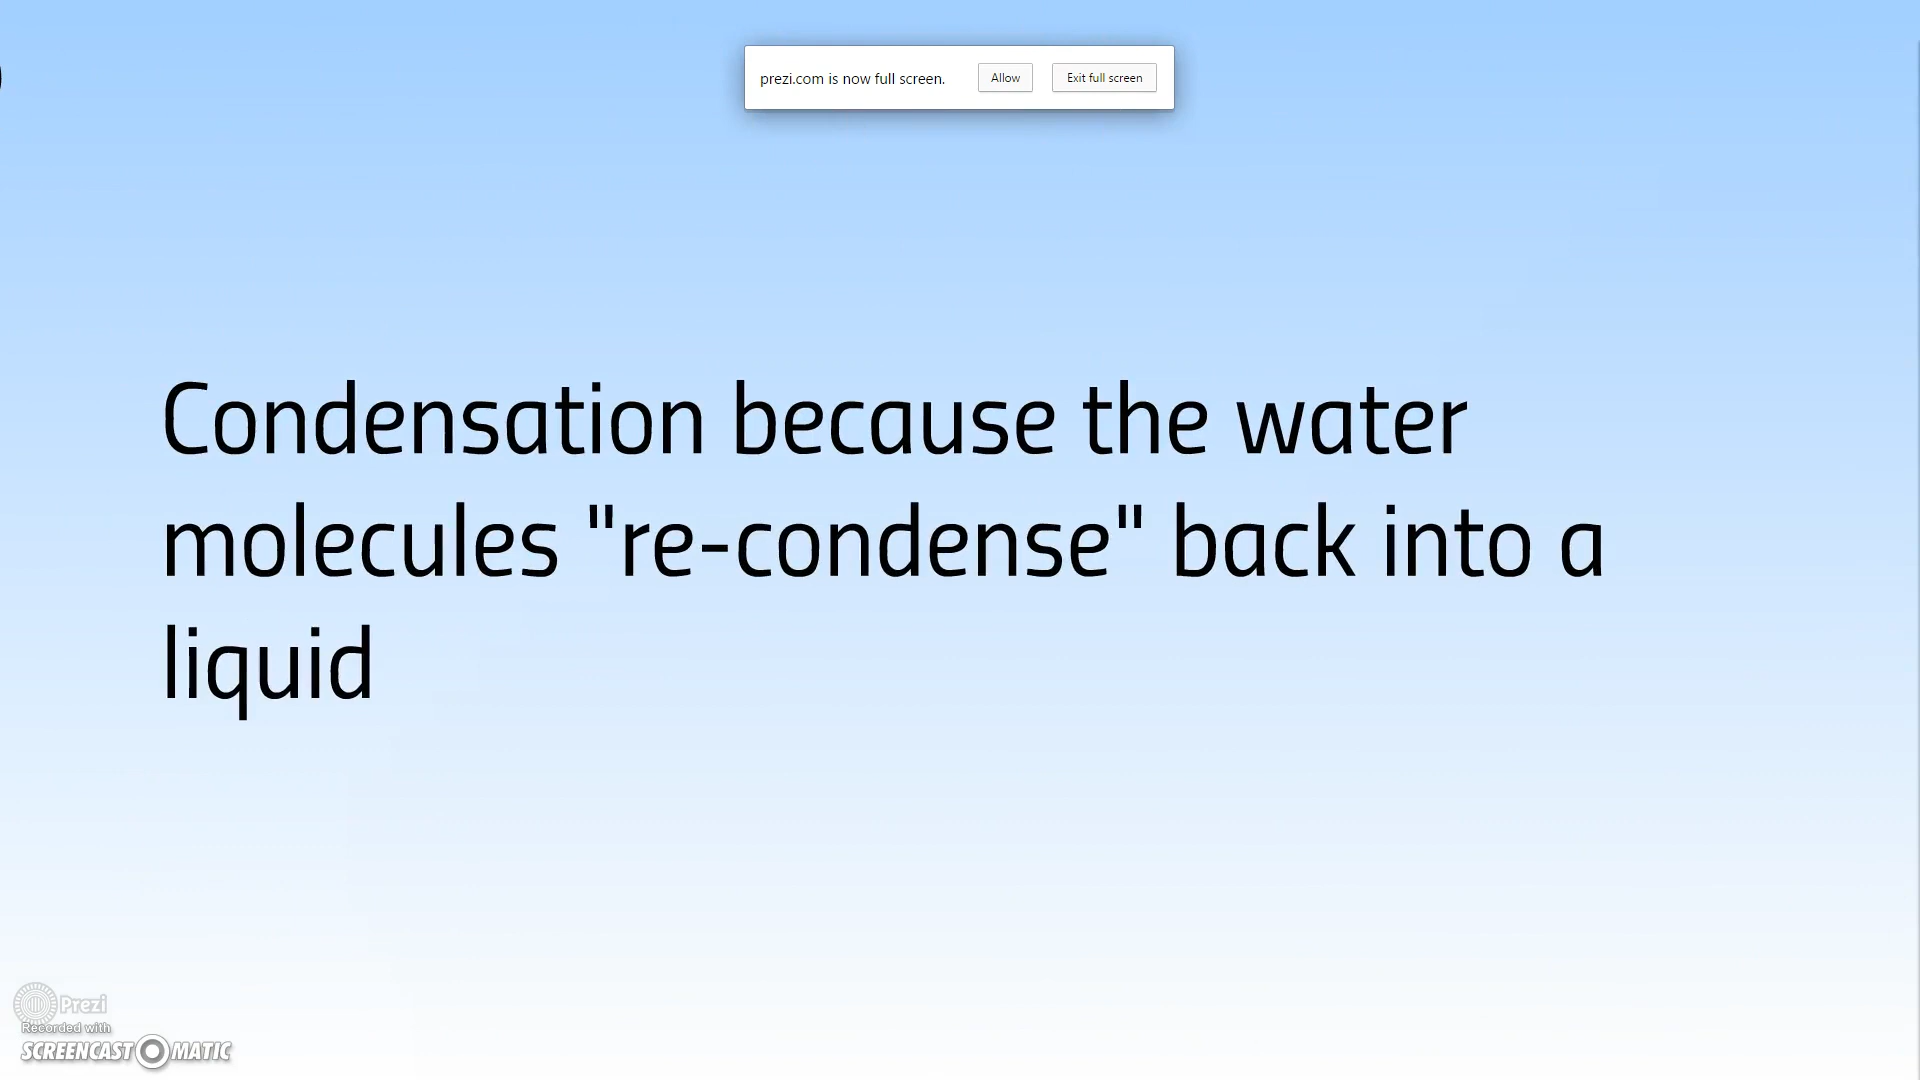 prezi.com is now full screen. Allow Exit full screen
Condensation because the water
molecules "re-condense" back into a
liquid
Prezi
Recorded with
SCREENCAST MATIC